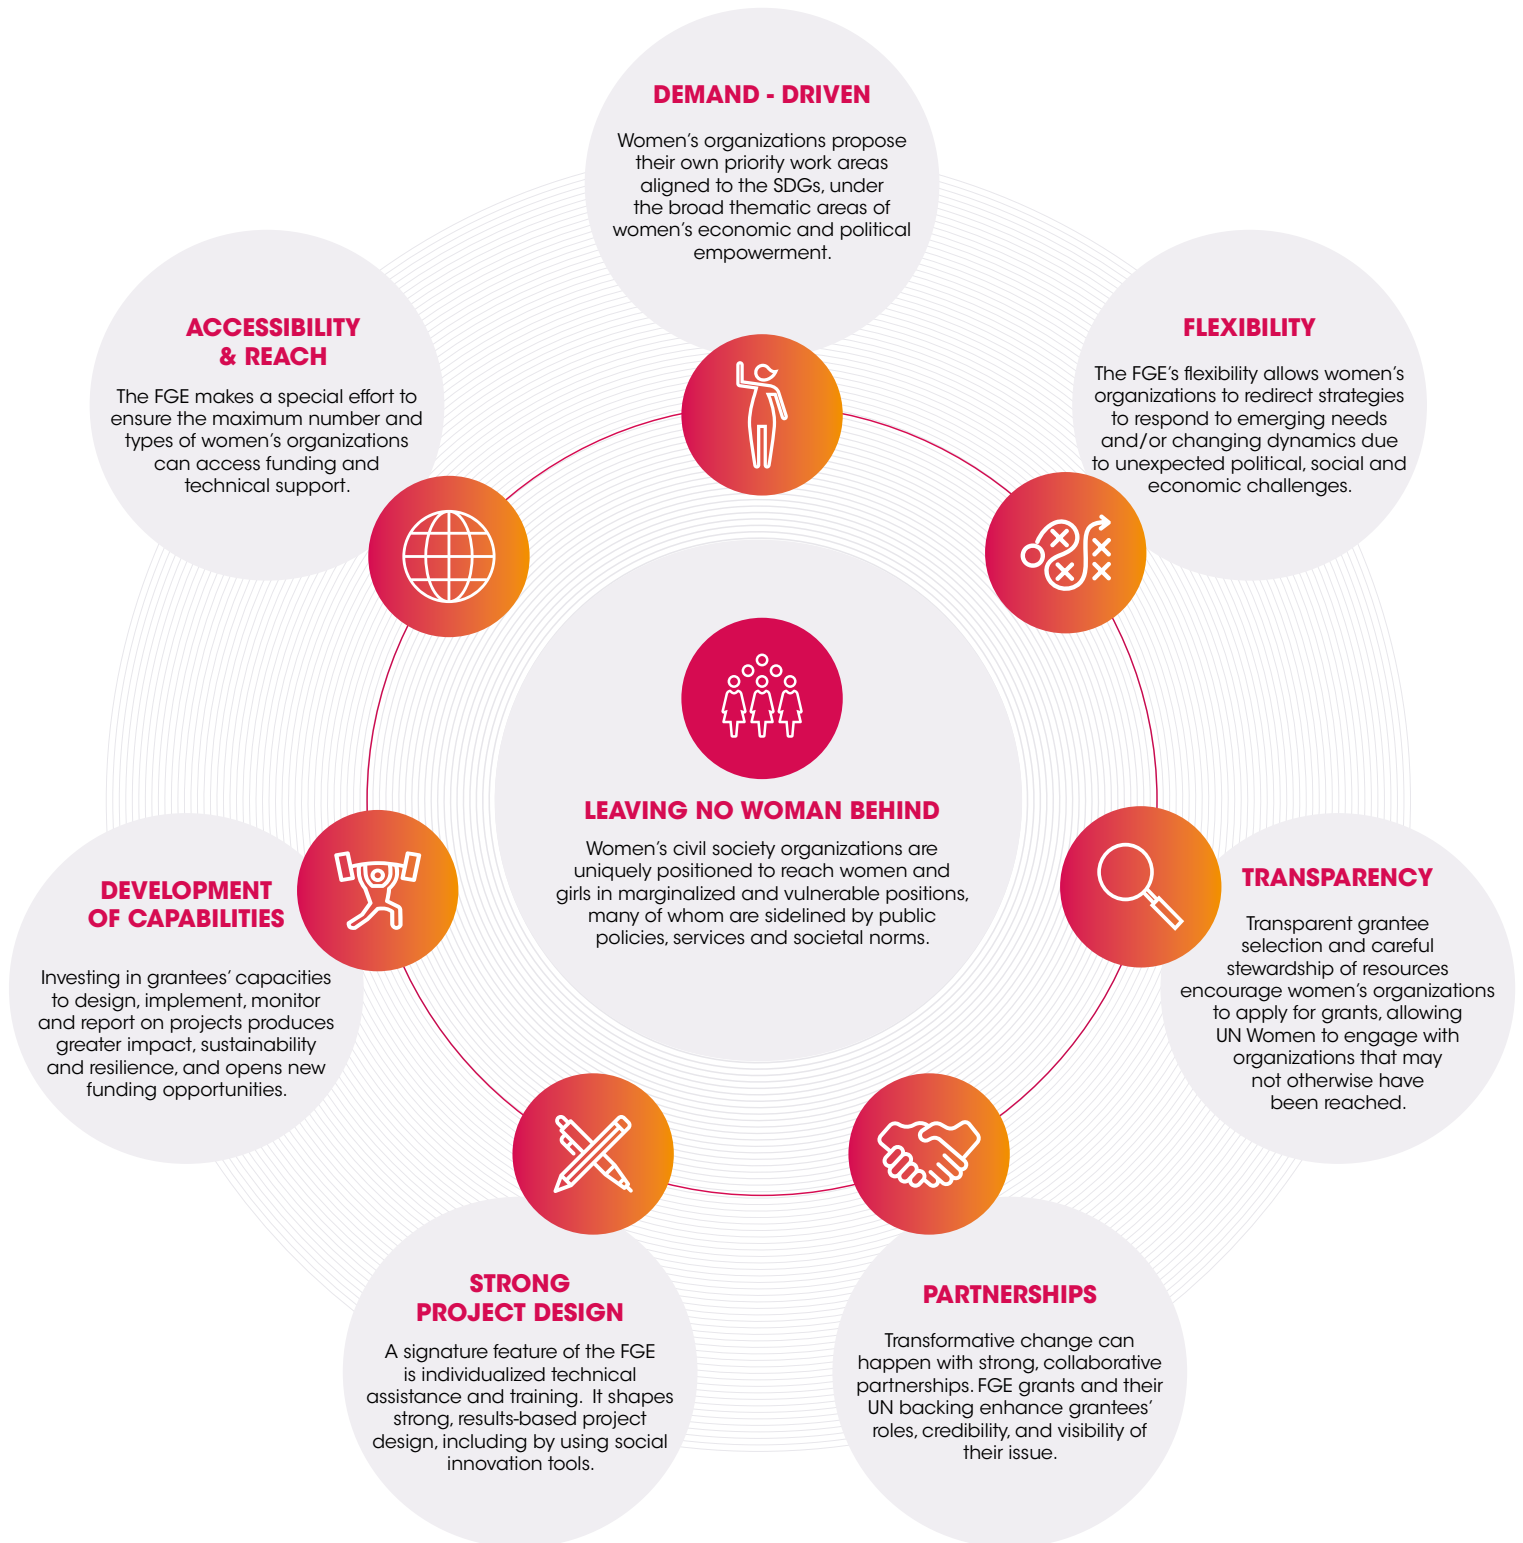 DEMAND - DRIVEN
Women’s organizations propose
their own priority work areas
aligned to the SDGs, under
the broad thematic areas of
women’s economic and political
empowerment.
FLEXIBILITY
The FGE’s flexibility allows women’s
organizations to redirect strategies
to respond to emerging needs
and/or changing dynamics due
to unexpected political, social and
economic challenges.
TRANSPARENCY
Transparent grantee
selection and careful
stewardship of resources
encourage women’s organizations
to apply for grants, allowing
UN Women to engage with
organizations that may
not otherwise have
been reached.
PARTNERSHIPS
Transformative change can
happen with strong, collaborative
partnerships. FGE grants and their
UN backing enhance grantees’
roles, credibility, and visibility of
their issue.
STRONG
PROJECT DESIGN
A signature feature of the FGE
is individualized technical
assistance and training. It shapes
strong, results-based project
design, including by using social
innovation tools.
DEVELOPMENT
OF CAPABILITIES
Investing in grantees’ capacities
to design, implement, monitor
and report on projects produces
greater impact, sustainability
and resilience, and opens new
funding opportunities.
ACCESSIBILITY
& REACH
The FGE makes a special effort to
ensure the maximum number and
types of women’s organizations
can access funding and
technical support.
LEAVING NO WOMAN BEHIND
Women’s civil society organizations are
uniquely positioned to reach women and
girls in marginalized and vulnerable positions,
many of whom are sidelined by public
policies, services and societal norms.